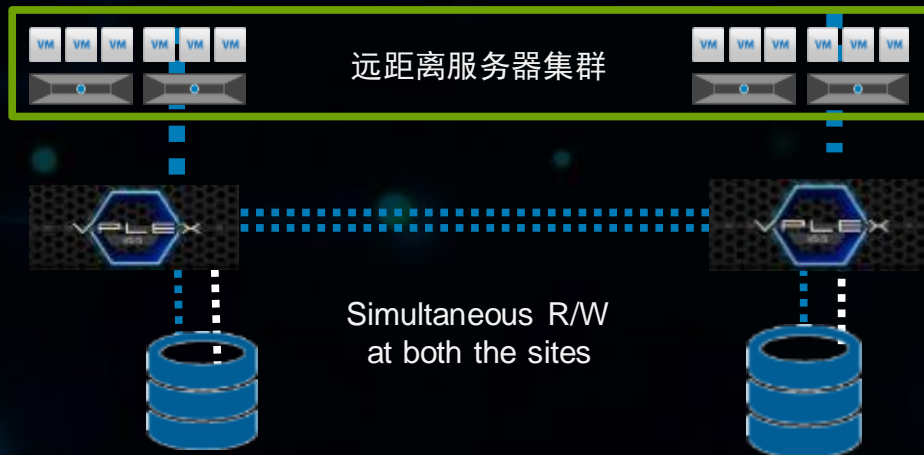 VM VM VM VM VM VM
远距离服务器集群
VM VM VM VM VM VM
VPLEX
VPLEX
Simultaneous R/W
at both the sites